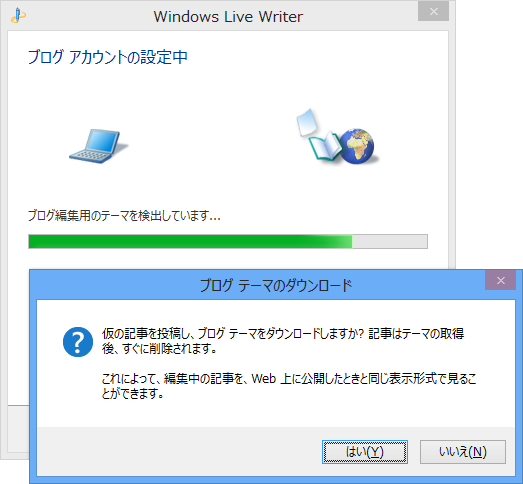 Windows Live Writer
ブログ アカウントの設定中
ブログ編集用のテーマを検出しています...
ブログ テーマのダウンロード
仮の記事を投稿し、ブログ テーマをダウンロードしますか? 記事はテーマの取得
後、すぐに削除されます。
これによって、編集中の記事を、Web 上に公開したときと同じ表示形式で見るこ
とができます。
はい(Y)
いいえ(N)